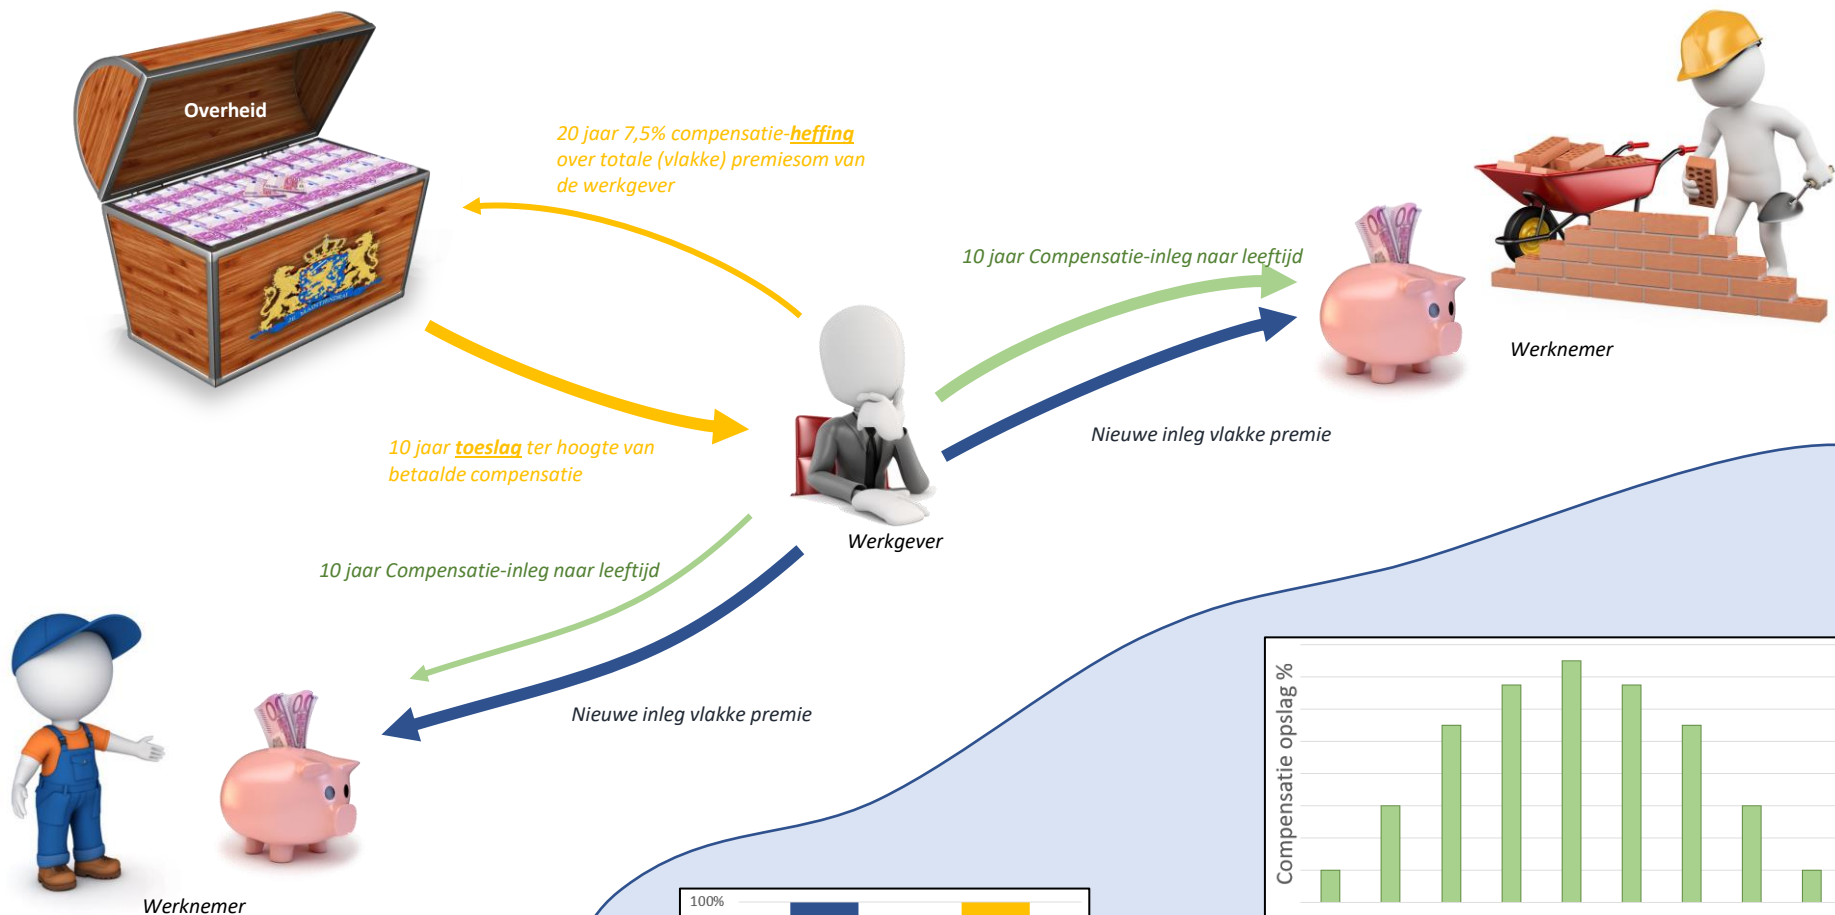 Overheid
20 jaar 7,5% compensatie-heffing
over totale (vlakke) premiesom van
de werkgever
10 jaar Compensatie-inleg naar leeftijd
Werknemer
Nieuwe inleg vlakke premie
10 jaar toeslag ter hoogte van
betaalde compensatie
Werkgever
10 jaar Compensatie-inleg naar leeftijd
Nieuwe inleg vlakke premie
Werknemer
Compensatie opslag %
100%